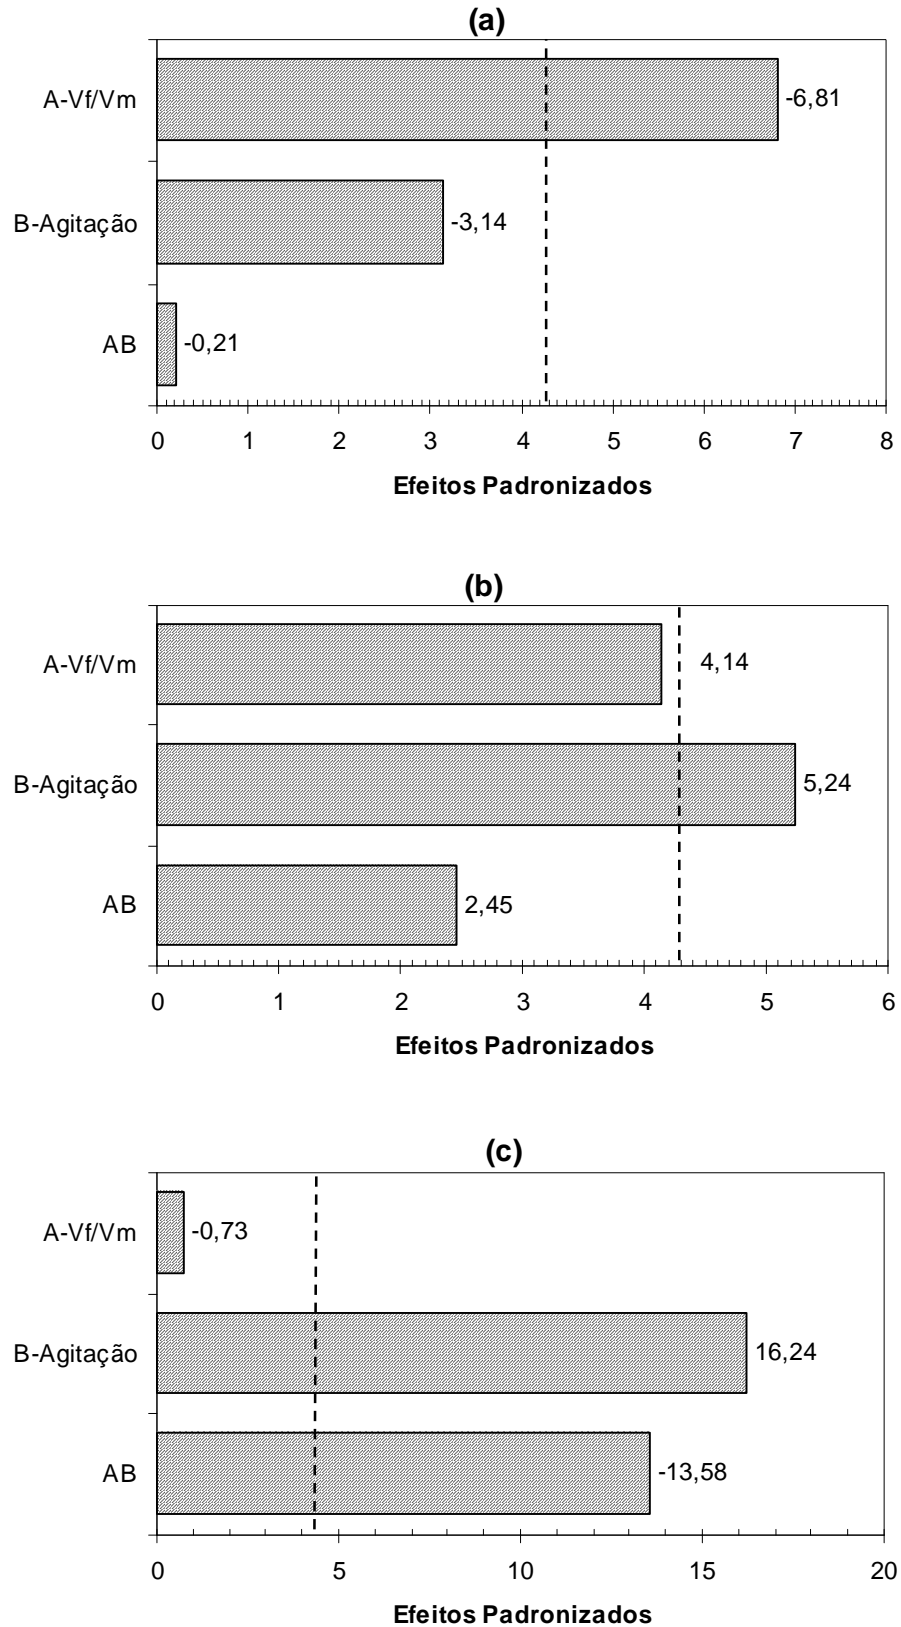 (a)
A-Vf/Vm
-6,81
B-Agitação
-3,14
AB
-0,21
0 1 2 3 4 5 6 7 8
Efeitos Padronizados
(b)
A-Vf/Vm
4,14
B-Agitação
5,24
AB
2,45
0 1 2 3 4 5 6
Efeitos Padronizados
(c)
A-Vf/Vm
-0,73
B-Agitação
16,24
AB
-13,58
0 5 10 15 20
Efeitos Padronizados